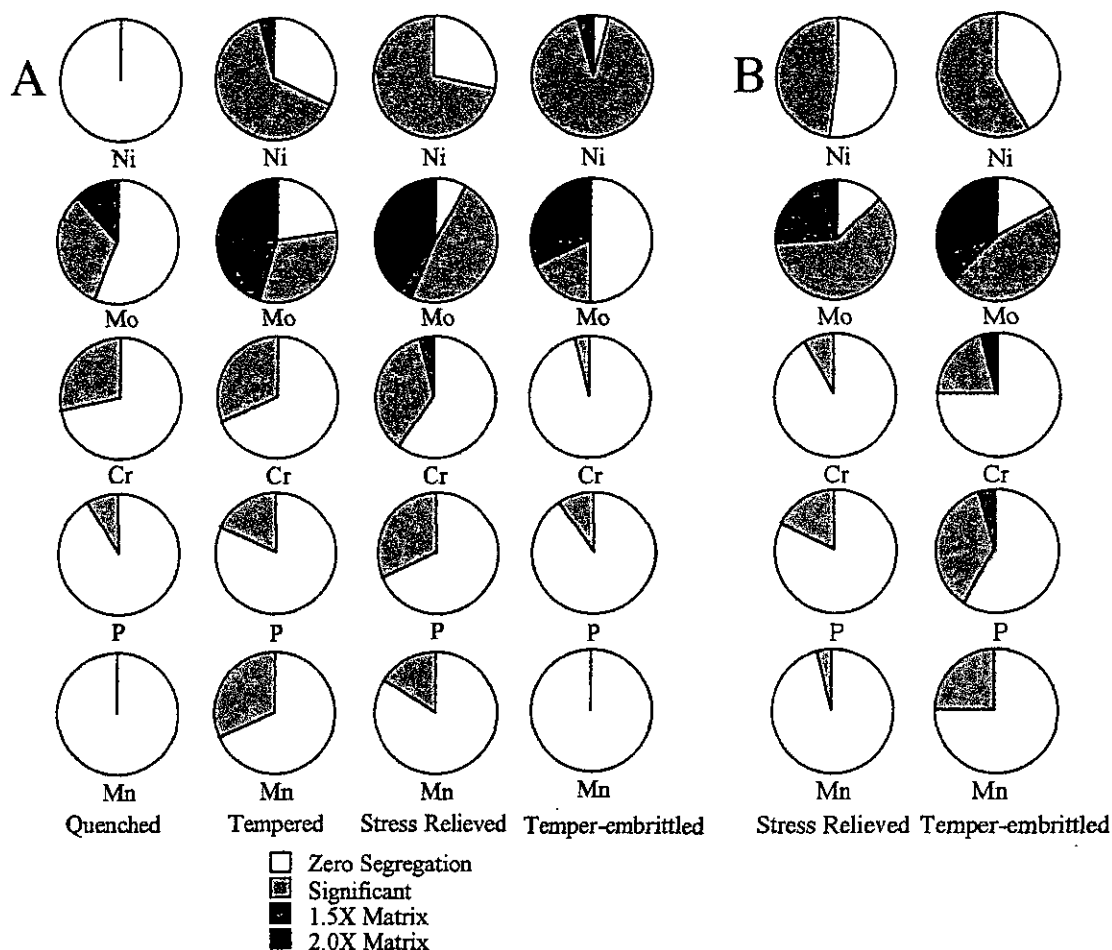 A
B
Ni Ni Ni Ni Ni Ni
Mo Mo Mo Mo Mo Mo
Cr Cr Cr Cr Cr Cr
P P P P P P
Mn Mn Mn Mn Mn Mn
Quenched Tempered Stress Relieved Temper-embrittled Stress Relieved Temper-embrittled
Zero Segregation
Significant
1.5X Matrix
2.0X Matrix